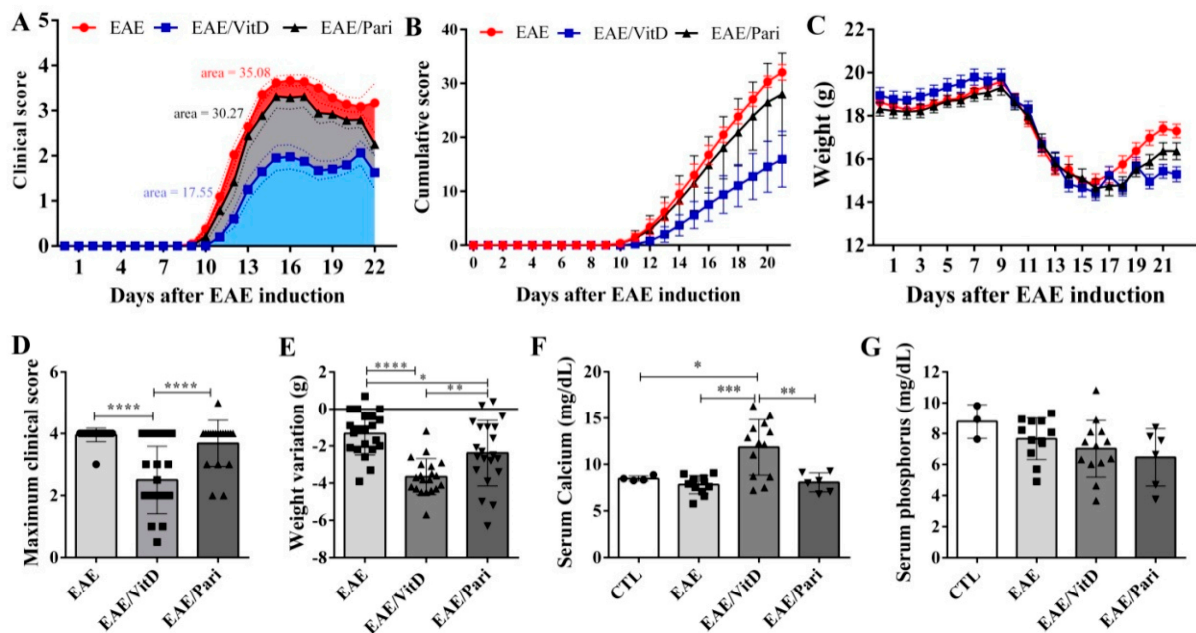 A
EAE
EAE/VitD
EAE/Pari
Clinical score
5
4
3
2
1
0
area = 35.08
area = 30.27
area = 17.55
1 4 7 10 13 16 19 22
Days after EAE induction
B
EAE
EAE/VitD
EAE/Pari
Cumulative score
40
30
20
10
0
0 2 4 6 8 10 12 14 16 18 20
Days after EAE induction
C
Weight (g)
22
20
18
16
14
12
1 3 5 7 9 11 13 15 17 19 21
Days after EAE induction
D
Maximum clinical score
6
4
2
0
****
****
EAE
EAE/VitD
EAE/Pari
E
Weight variation (g)
2
0
-2
-4
-6
-8
****
*
**
EAE
EAE/VitD
EAE/Pari
F
Serum Calcium (mg/dL)
20
15
10
5
0
*
***
**
CTL
EAE
EAE/VitD
EAE/Pari
G
Serum phosphorus (mg/dL)
12
10
8
6
4
2
0
CTL
EAE
EAE/VitD
EAE/Pari